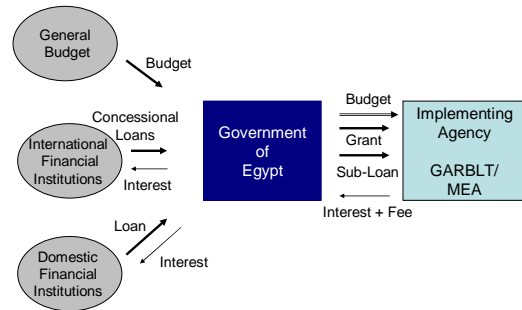 General
Budget
Budget
Concessional
Loans
International
Financial
Institutions
Interest
Loan
Domestic
Financial
Institutions
Interest
Government
of
Egypt
Budget
Grant
Sub-Loan
Interest + Fee
Implementing
Agency
GARBLT/
MEA